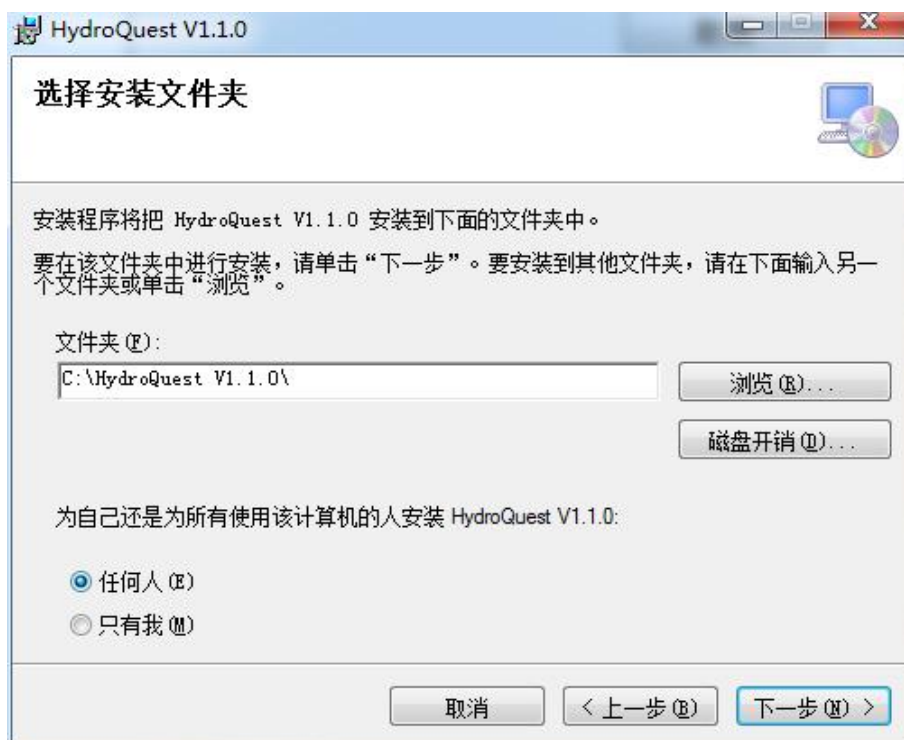 HydroQuest V1.1.0
选择安装文件夹
安装程序将把 HydroQuest V1.1.0 安装到下面的文件夹中。
要在该文件夹中进行安装，请单击“下一步”。要安装到其他文件夹，请在下面输入另一
个文件夹或单击“浏览”。
文件夹(F):
C:\HydroQuest V1.1.0\
浏览(R)...
磁盘开销(D)...
为自己还是为所有使用该计算机的人安装 HydroQuest V1.1.0:
任何人(E)
只有我(M)
取消
< 上一步(B)
下一步(N) >